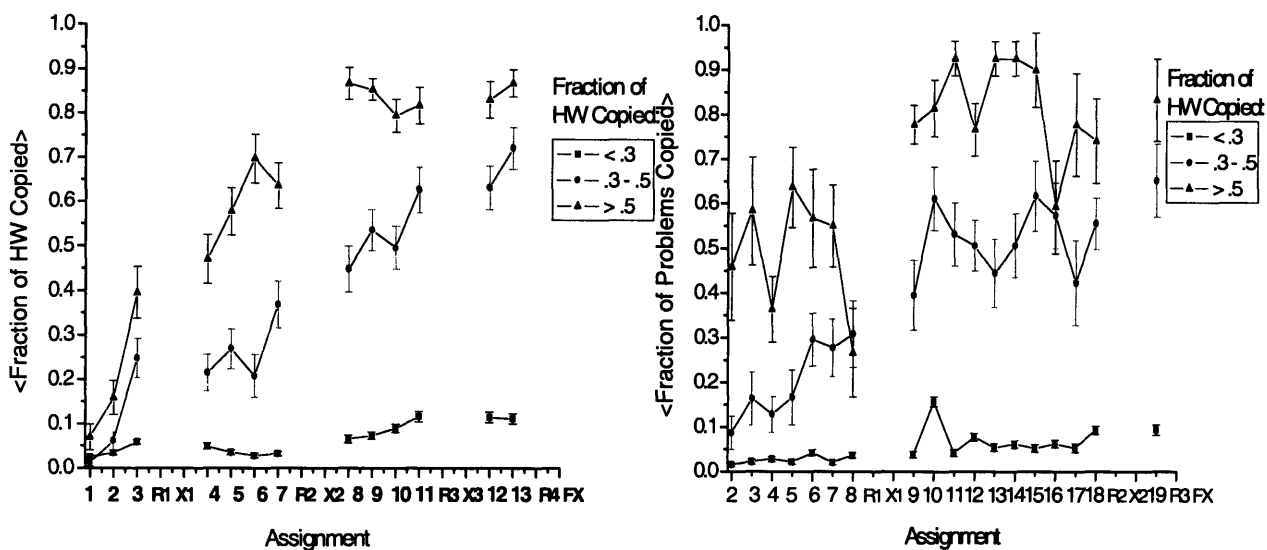 <Fraction of HW Copied>
1.0
0.9
0.8
0.7
0.6
0.5
0.4
0.3
0.2
0.1
0.0
1 2 3 R1 X1 4 5 6 7 R2 X2 8 9 10 11 R3 X3 12 13 R4 FX
Assignment
Fraction of
HW Copied:
< .3
.3 - .5
> .5
<Fraction of Problems Copied>
1.0
0.9
0.8
0.7
0.6
0.5
0.4
0.3
0.2
0.1
0.0
2 3 4 5 6 7 8 R1 X1 9 10 11 12 13 14 15 16 17 18 R2 X2 19 R3 FX
Assignment
Fraction of
HW Copied:
< .3
.3 - .5
> .5